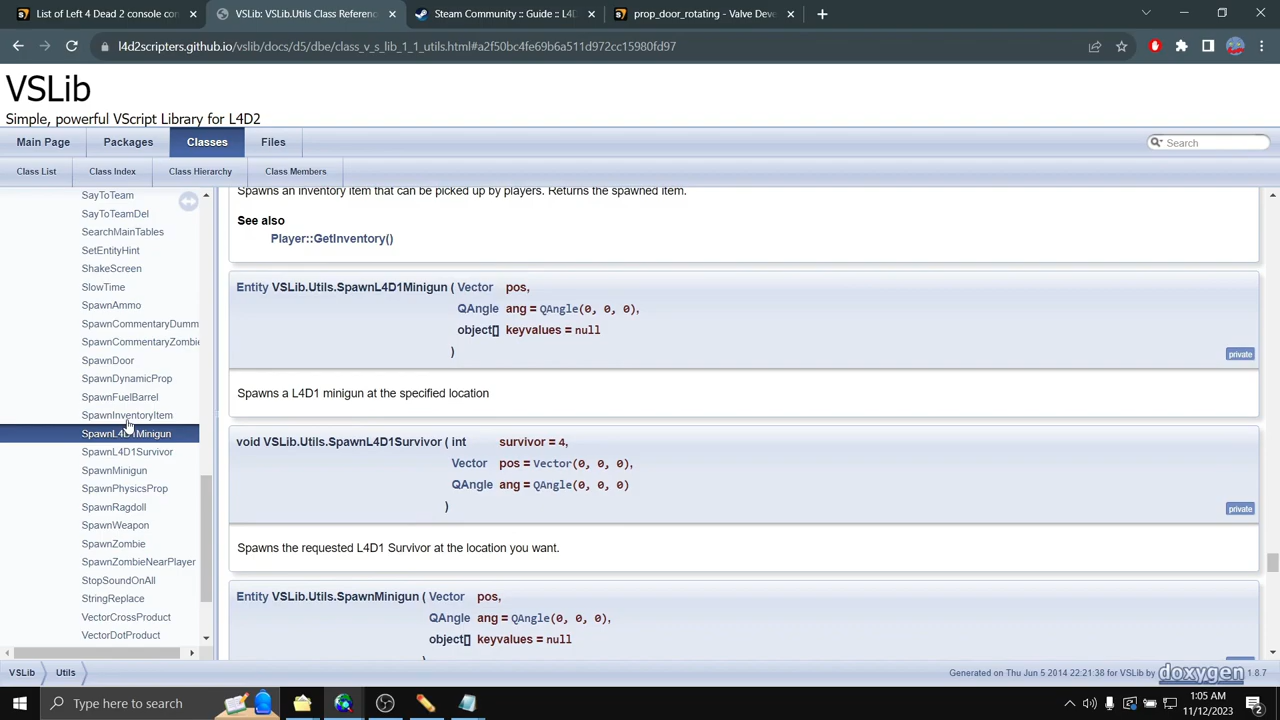 List of Left 4 Dead 2 console com
VSLib: VSLib.Utils Class Reference
Steam Community :: Guide :: L4D
prop_door_rotating - Valve Deve
l4d2scripters.github.io/vslib/docs/d5/dbe/class_v_s_lib_1_1_utils.html#a2f50bc4fe69b6a511d972cc15980fd97
VSLib
Simple, powerful VScript Library for L4D2
Main Page
Packages
Classes
Files
Search
Class List
Class Index
Class Hierarchy
Class Members
SayToTeam
SayToTeamDel
SearchMainTables
SetEntityHint
ShakeScreen
SlowTime
SpawnAmmo
SpawnCommentaryDumm
SpawnCommentaryZombie
SpawnDoor
SpawnDynamicProp
SpawnFuelBarrel
SpawnInventoryItem
SpawnL4D1Minigun
SpawnL4D1Survivor
SpawnMinigun
SpawnPhysicsProp
SpawnRagdoll
SpawnWeapon
SpawnZombie
SpawnZombieNearPlayer
StopSoundOnAll
StringReplace
VectorCrossProduct
VectorDotProduct
Spawns an inventory item that can be picked up by players. Returns the spawned item.
See also
Player::GetInventory()
Entity VSLib.Utils.SpawnL4D1Minigun ( Vector pos,
QAngle ang = QAngle(0, 0, 0),
object[] keyvalues = null
)
private
Spawns a L4D1 minigun at the specified location
void VSLib.Utils.SpawnL4D1Survivor ( int survivor = 4,
Vector pos = Vector(0, 0, 0),
QAngle ang = QAngle(0, 0, 0)
)
private
Spawns the requested L4D1 Survivor at the location you want.
Entity VSLib.Utils.SpawnMinigun ( Vector pos,
QAngle ang = QAngle(0, 0, 0),
object[] keyvalues = null
VSLib
Utils
Generated on Thu Jun 5 2014 22:21:38 for VSLib by doxygen 1.8.7
Type here to search
1:05 AM
11/12/2023
2